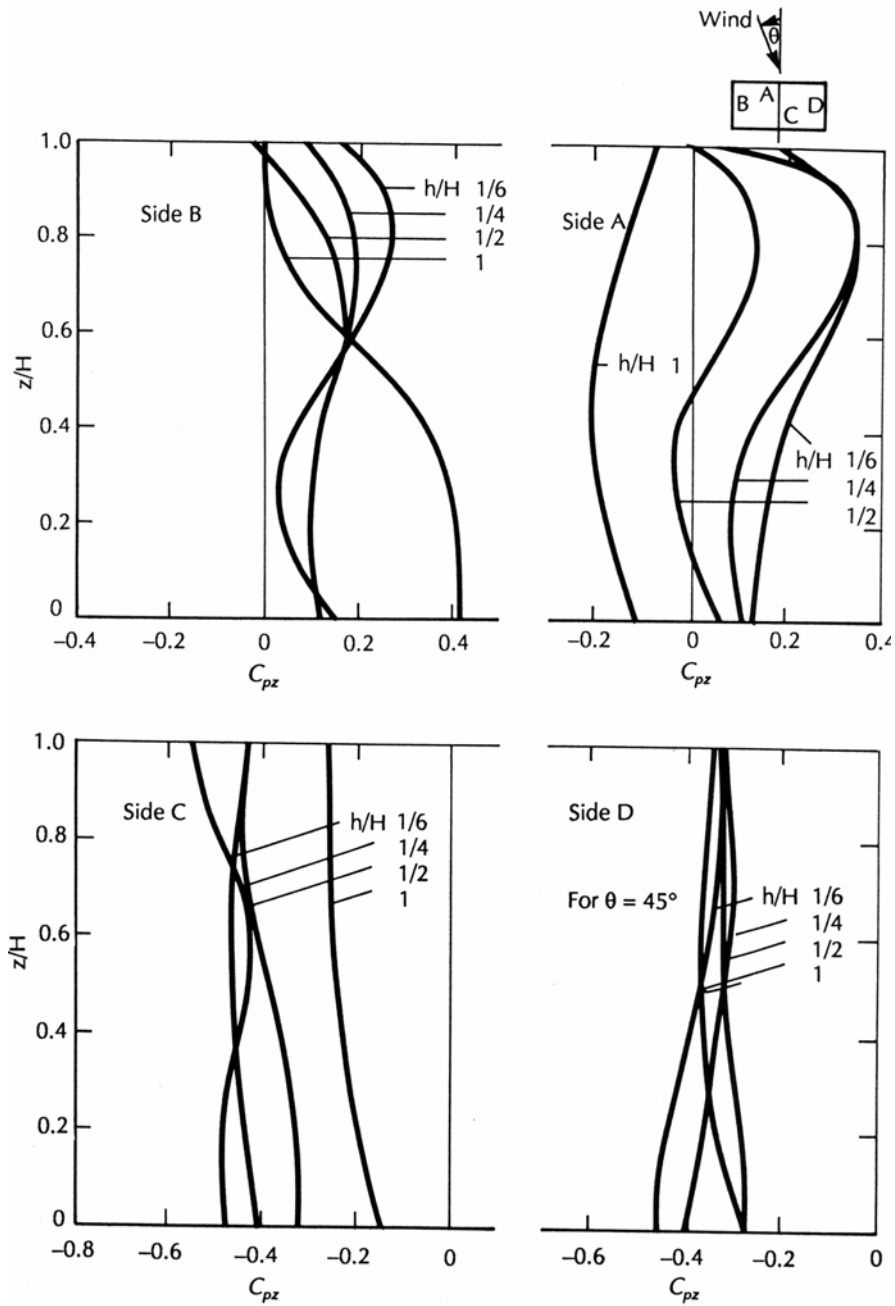 Wind
θ
B A C D
1.0
0.8
0.6
0.4
0.2
0
z/H
Side B
h/H 1/6
1/4
1/2
1
−0.4 −0.2 0 0.2 0.4
Cpz
Side A
h/H 1
h/H 1/6
1/4
1/2
−0.2 0 0.2 0.4
Cpz
1.0
0.8
0.6
0.4
0.2
0
z/H
Side C
h/H 1/6
1/4
1/2
1
−0.8 −0.6 −0.4 −0.2 0
Cpz
Side D
For θ = 45°
h/H 1/6
1/4
1/2
1
−0.6 −0.4 −0.2 0
Cpz